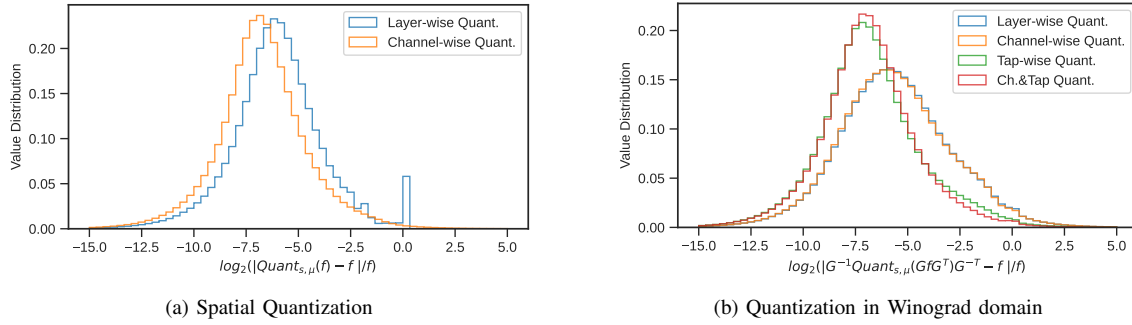 Value Distribution
0.20
0.15
0.10
0.05
0.00
Layer-wise Quant.
Channel-wise Quant.
−15.0 −12.5 −10.0 −7.5 −5.0 −2.5 0.0 2.5 5.0
log₂(|Quant_{s,μ}(f) − f |/f)
(a) Spatial Quantization
Value Distribution
0.20
0.15
0.10
0.05
0.00
Layer-wise Quant.
Channel-wise Quant.
Tap-wise Quant.
Ch.&Tap Quant.
−15.0 −12.5 −10.0 −7.5 −5.0 −2.5 0.0 2.5 5.0
log₂(|G⁻¹Quant_{s,μ}(GfGᵀ)G⁻ᵀ − f |/f)
(b) Quantization in Winograd domain